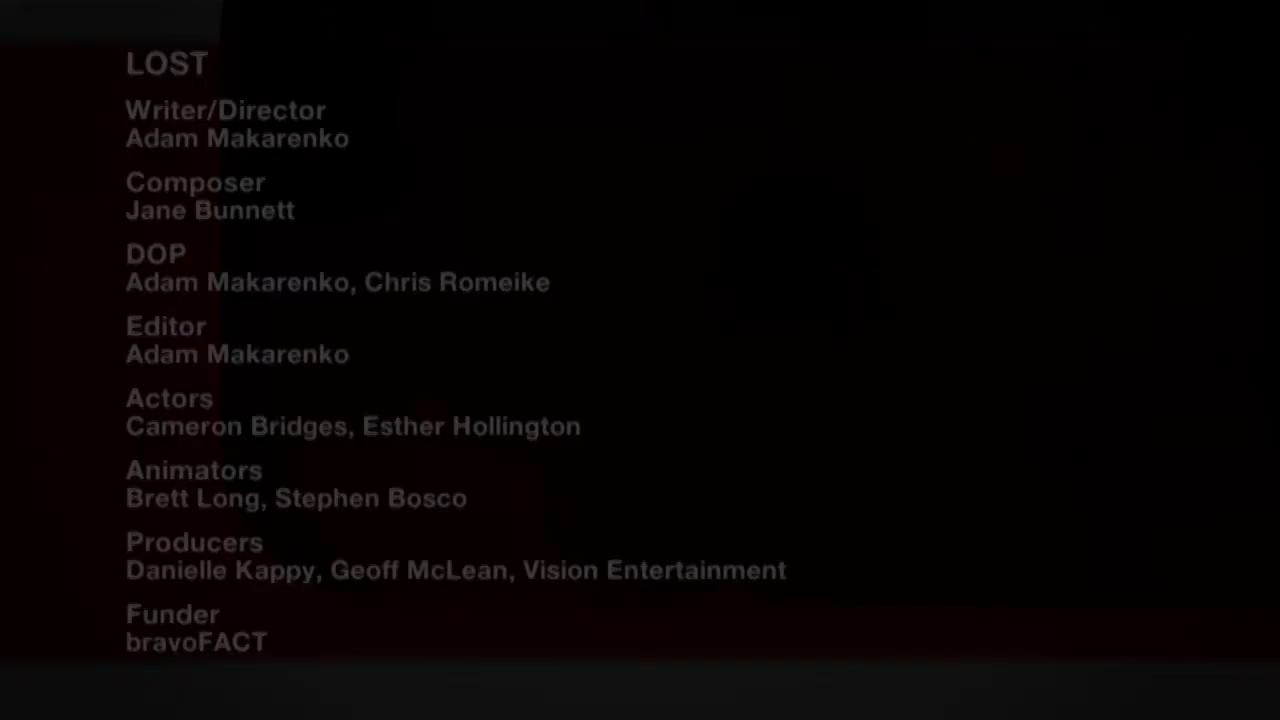 LOST
Writer/Director
Adam Makarenko
Composer
Jane Bunnett
DOP
Adam Makarenko, Chris Romeike
Editor
Adam Makarenko
Actors
Cameron Bridges, Esther Hollington
Animators
Brett Long, Stephen Bosco
Producers
Danielle Kappy, Geoff McLean, Vision Entertainment
Funder
bravoFACT